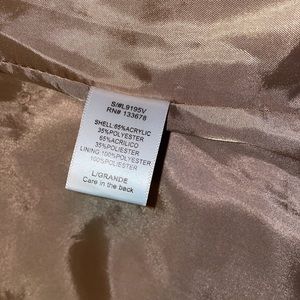 S/#L9195V
RN# 133678
SHELL:65%ACRYLIC
35%POLYESTER
65%ACRILICO
35%POLIESTER
LINING:100%POLYESTER
100%POLIESTER
L/GRANDE
Care in the back